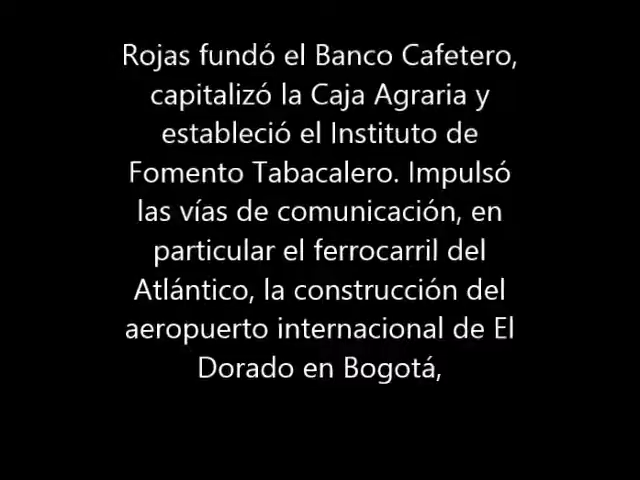 Rojas fundó el Banco Cafetero,
capitalizó la Caja Agraria y
estableció el Instituto de
Fomento Tabacalero. Impulsó
las vías de comunicación, en
particular el ferrocarril del
Atlántico, la construcción del
aeropuerto internacional de El
Dorado en Bogotá,